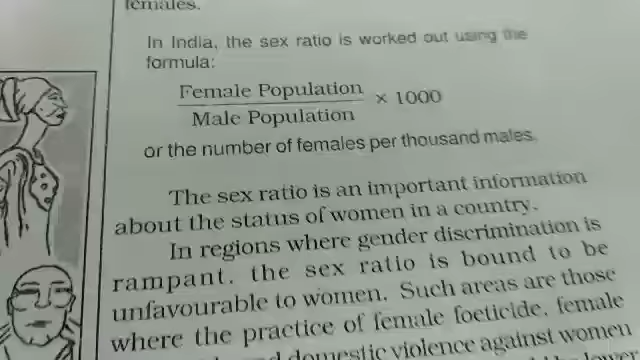 females.
In India, the sex ratio is worked out using the
formula:
Female Population
Male Population
× 1000
or the number of females per thousand males.
The sex ratio is an important information
about the status of women in a country.
In regions where gender discrimination is
rampant, the sex ratio is bound to be
unfavourable to women. Such areas are those
where the practice of female foeticide, female
domestic violence against women